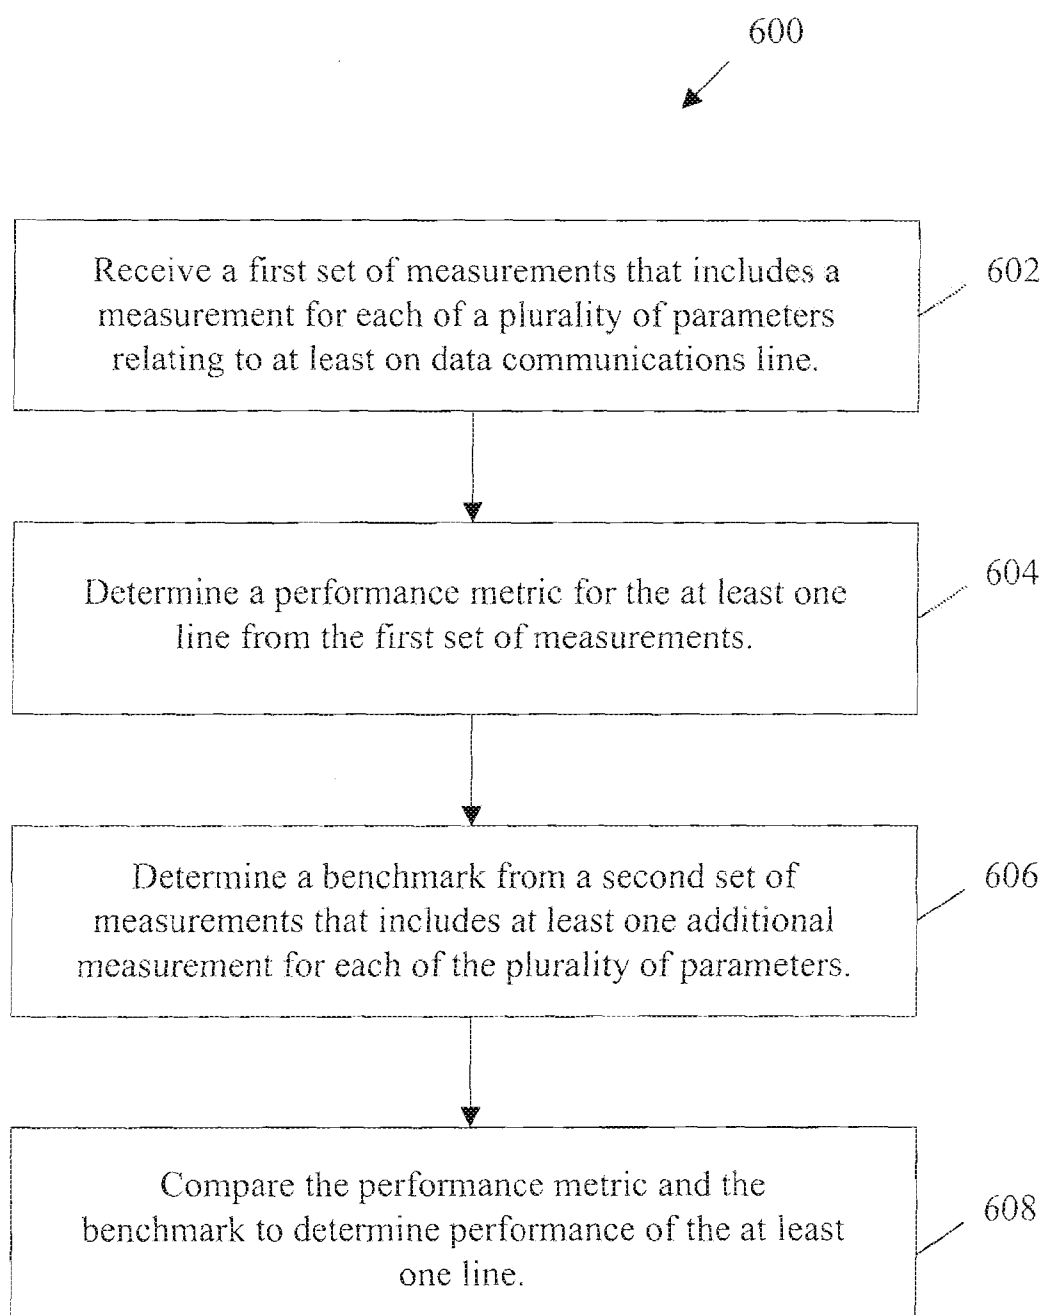 600
Receive a first set of measurements that includes a
measurement for each of a plurality of parameters
relating to at least on data communications line.
602
Determine a performance metric for the at least one
line from the first set of measurements.
604
Determine a benchmark from a second set of
measurements that includes at least one additional
measurement for each of the plurality of parameters.
606
Compare the performance metric and the
benchmark to determine performance of the at least
one line.
608